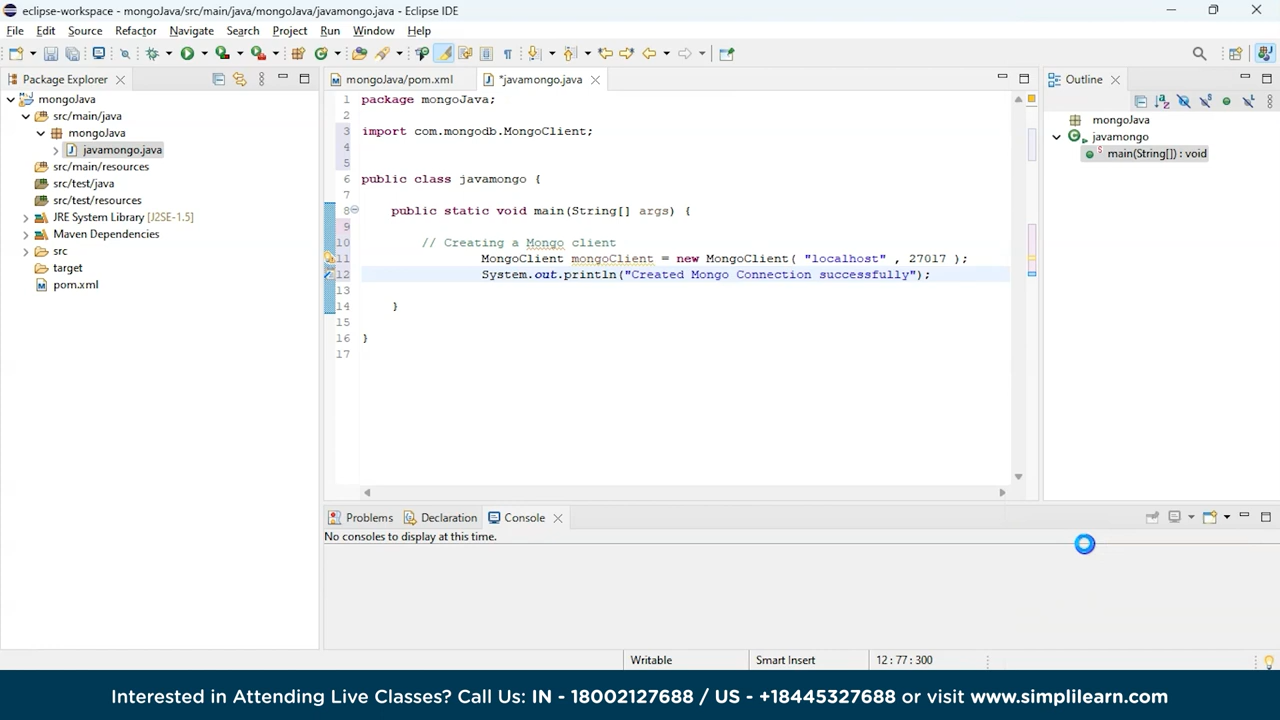 eclipse-workspace - mongoJava/src/main/java/mongoJava/javamongo.java - Eclipse IDE
File Edit Source Refactor Navigate Search Project Run Window Help
Package Explorer
mongoJava/pom.xml
*javamongo.java
Outline
mongoJava
src/main/java
mongoJava
javamongo.java
src/main/resources
src/test/java
src/test/resources
JRE System Library [J2SE-1.5]
Maven Dependencies
src
target
pom.xml
1 package mongoJava;
2
3 import com.mongodb.MongoClient;
4
5
6 public class javamongo {
7
8 public static void main(String[] args) {
9
10 // Creating a Mongo client
11 MongoClient mongoClient = new MongoClient( "localhost" , 27017 );
12 System.out.println("Created Mongo Connection successfully");
13
14 }
15
16 }
17
mongoJava
javamongo
main(String[]) : void
Problems Declaration Console
No consoles to display at this time.
Writable Smart Insert 12 : 77 : 300
Interested in Attending Live Classes? Call Us: IN - 18002127688 / US - +18445327688 or visit www.simplilearn.com